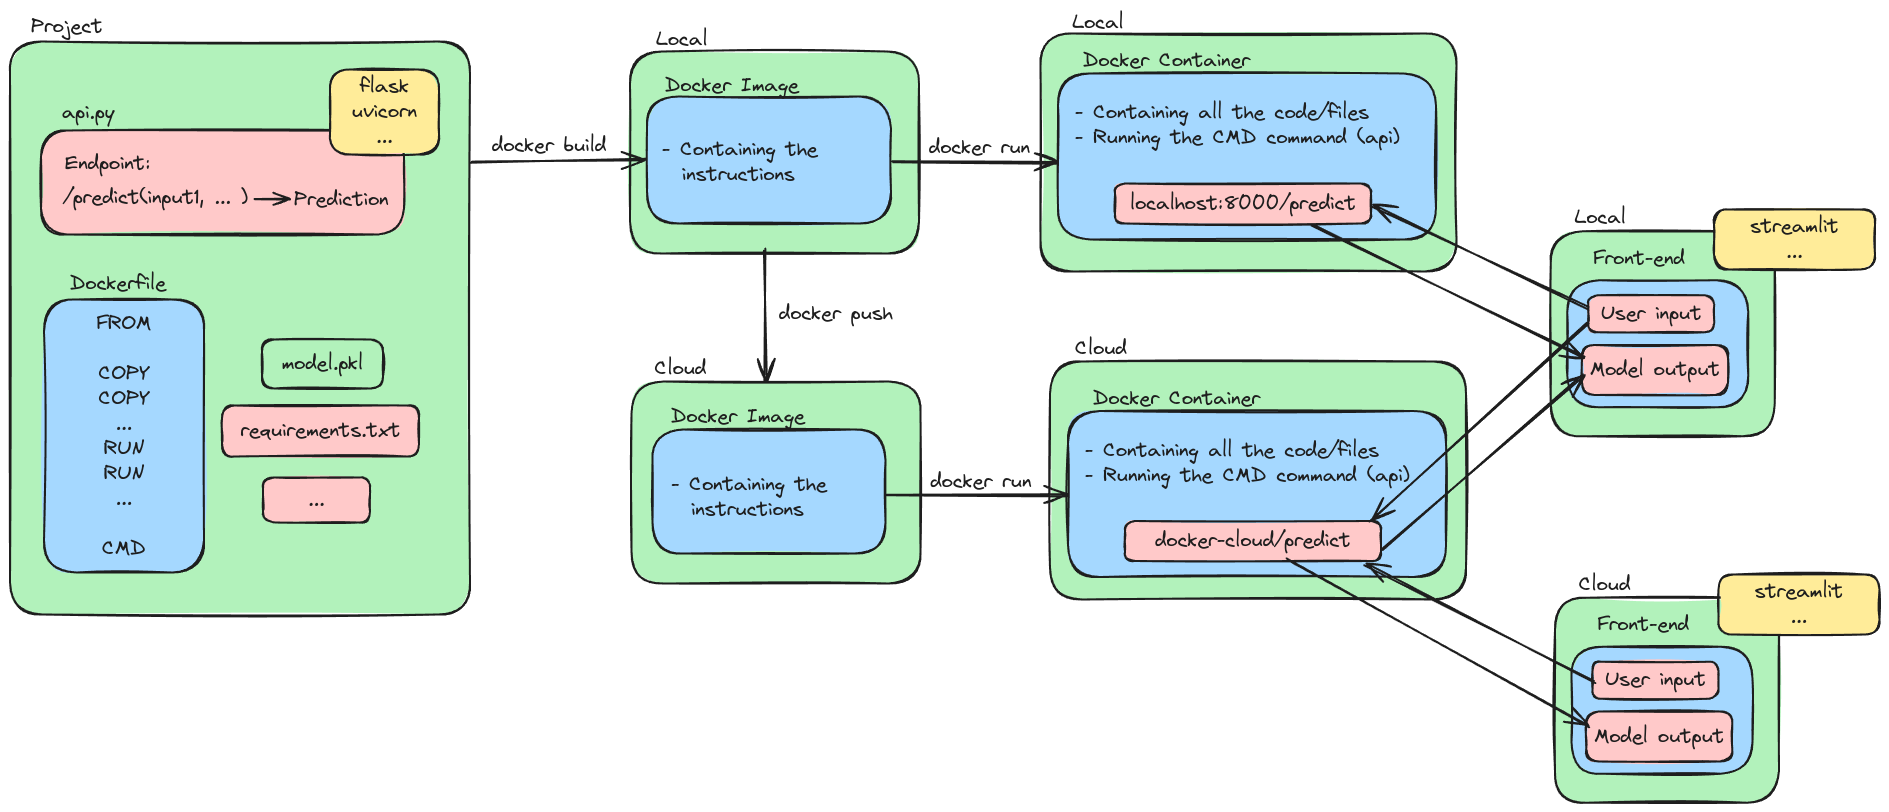 Project
flask
uvicorn
...
api.py
Endpoint:
/predict(input1, ... )
Prediction
Dockerfile
FROM
COPY
COPY
...
RUN
RUN
...
CMD
model.pkl
requirements.txt
...
docker build
Local
Docker Image
- Containing the
instructions
docker run
docker push
Local
Docker Container
- Containing all the code/files
- Running the CMD command (api)
localhost:8000/predict
Cloud
Docker Image
- Containing the
instructions
docker run
Cloud
Docker Container
- Containing all the code/files
- Running the CMD command (api)
docker-cloud/predict
Local
streamlit
...
Front-end
User input
Model output
Cloud
streamlit
...
Front-end
User input
Model output